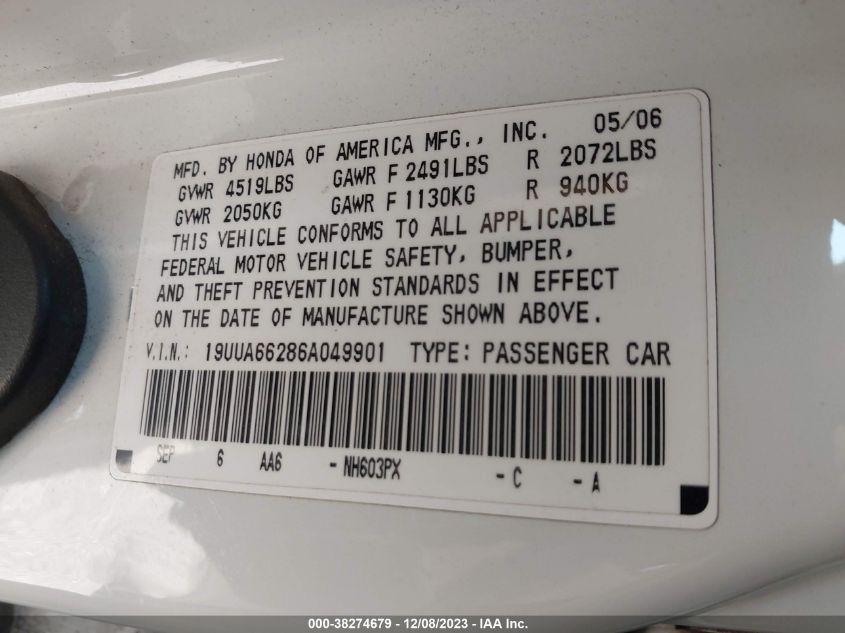 MFD. BY HONDA OF AMERICA MFG., INC. 05/06
GVWR 4519LBS GAWR F 2491LBS R 2072LBS
GVWR 2050KG GAWR F 1130KG R 940KG
THIS VEHICLE CONFORMS TO ALL APPLICABLE
FEDERAL MOTOR VEHICLE SAFETY, BUMPER,
AND THEFT PREVENTION STANDARDS IN EFFECT
ON THE DATE OF MANUFACTURE SHOWN ABOVE.
V.I.N.: 19UUA66286A049901 TYPE: PASSENGER CAR
SEP 6 AA6 - NH603PX - C - A
000-38274679 - 12/08/2023 - IAA Inc.